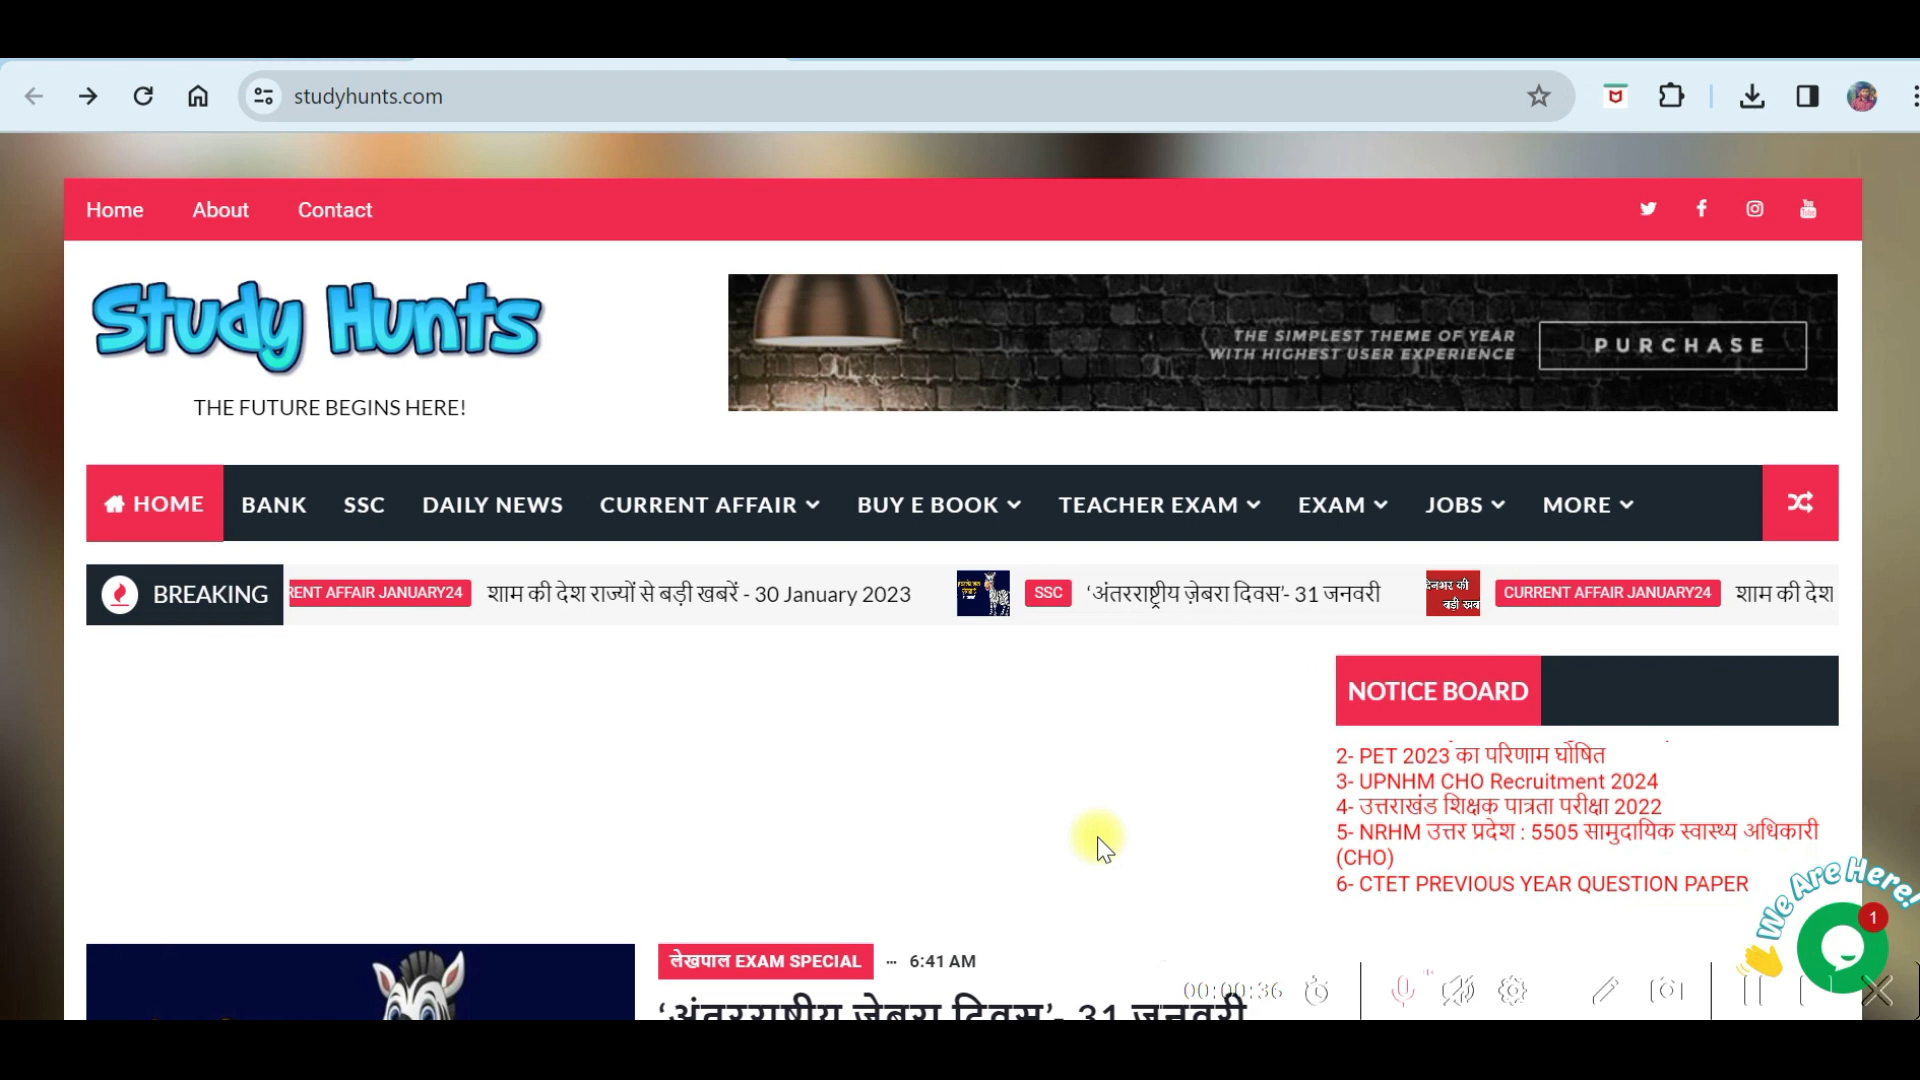 studyhunts.com
Home About Contact
Study Hunts
THE FUTURE BEGINS HERE!
THE SIMPLEST THEME OF YEAR
WITH HIGHEST USER EXPERIENCE
PURCHASE
HOME BANK SSC DAILY NEWS CURRENT AFFAIR BUY E BOOK TEACHER EXAM EXAM JOBS MORE
BREAKING RENT AFFAIR JANUARY24 शाम की देश राज्यों से बड़ी खबरें - 30 January 2023 SSC ‘अंतरराष्ट्रीय ज़ेबरा दिवस’- 31 जनवरी CURRENT AFFAIR JANUARY24 शाम की देश
NOTICE BOARD
2- PET 2023 का परिणाम घोषित
3- UPNHM CHO Recruitment 2024
4- उत्तराखंड शिक्षक पात्रता परीक्षा 2022
5- NRHM उत्तर प्रदेश : 5505 सामुदायिक स्वास्थ्य अधिकारी
(CHO)
6- CTET PREVIOUS YEAR QUESTION PAPER
We Are Here!
1
लेखपाल EXAM SPECIAL ... 6:41 AM
‘अंतरराष्ट्रीय ज़ेबरा दिवस’- 31 जनवरी
00:00:36